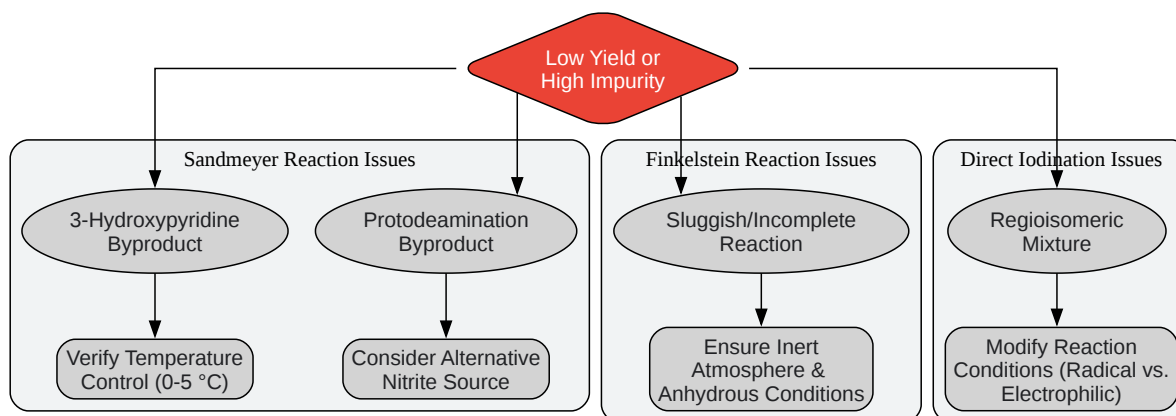 Low Yield or
High Impurity
Sandmeyer Reaction Issues
Finkelstein Reaction Issues
Direct Iodination Issues
3-Hydroxypyridine
Byproduct
Protodeamination
Byproduct
Sluggish/Incomplete
Reaction
Regioisomeric
Mixture
Verify Temperature
Control (0-5 °C)
Consider Alternative
Nitrite Source
Ensure Inert
Atmosphere &
Anhydrous Conditions
Modify Reaction
Conditions (Radical vs.
Electrophilic)